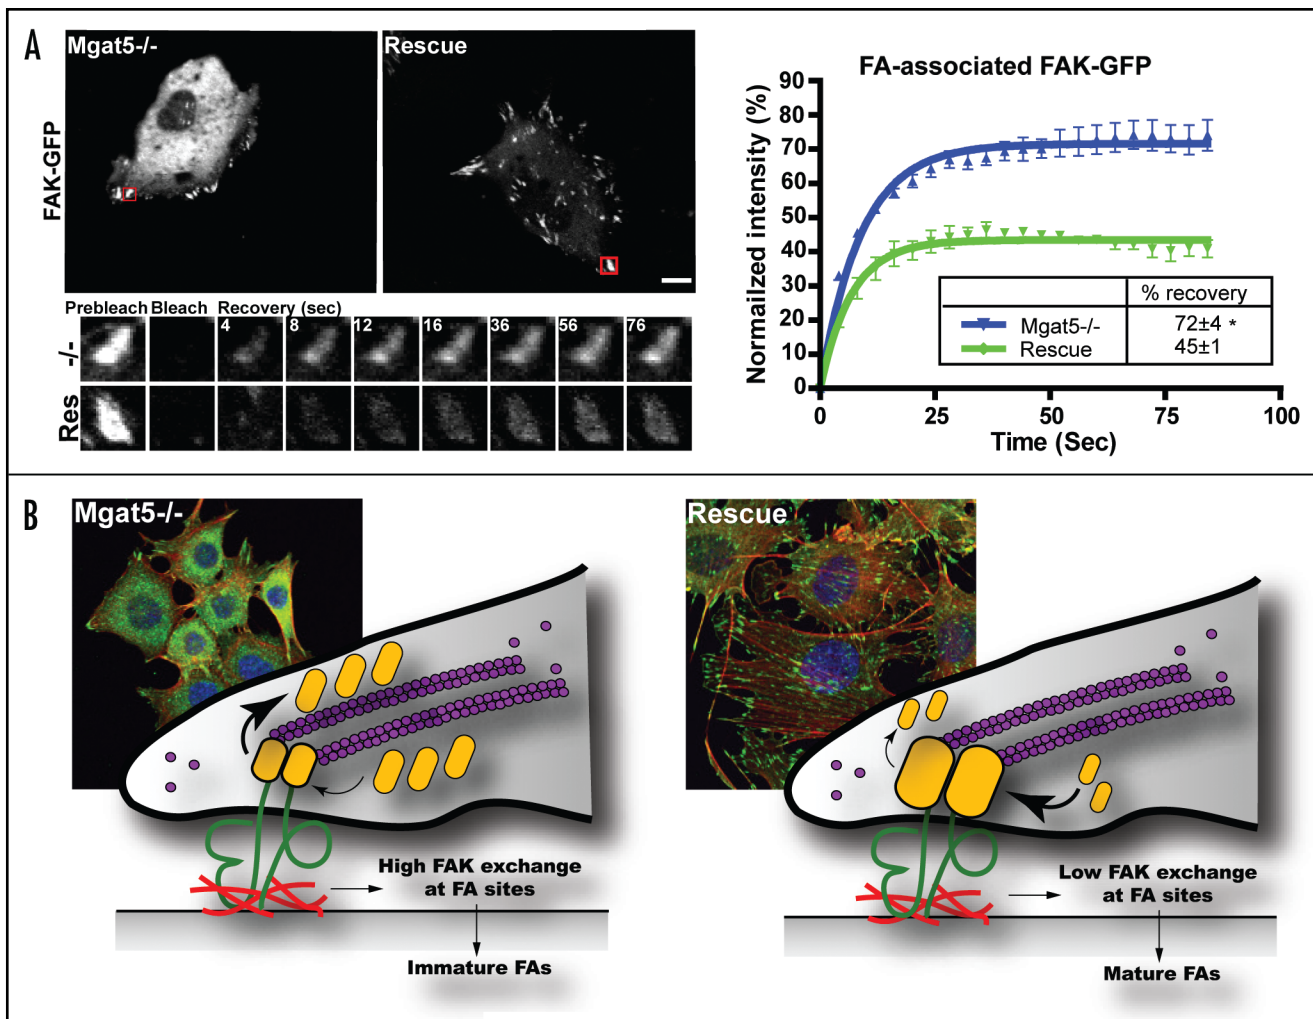 A
Mgat5-/-
Rescue
FAK-GFP
Prebleach
Bleach
Recovery (sec)
4
8
12
16
36
56
76
-/-
Res
FA-associated FAK-GFP
Normailzed intensity (%)
90
80
70
60
50
40
30
20
10
0
0
25
50
75
100
Time (Sec)
% recovery
Mgat5-/-
72±4 *
Rescue
45±1
B
Mgat5-/-
High FAK exchange
at FA sites
Immature FAs
Rescue
Low FAK exchange
at FA sites
Mature FAs